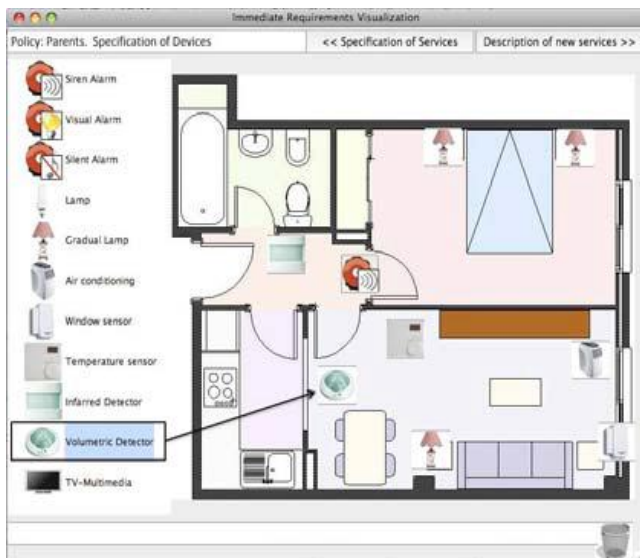 Immediate Requirements Visualization
Policy: Parents. Specification of Devices
<< Specification of Services
Description of new services >>
Siren Alarm
Visual Alarm
Silent Alarm
Lamp
Gradual Lamp
Air conditioning
Window sensor
Temperature sensor
Infarred Detector
Volumetric Detector
TV-Multimedia